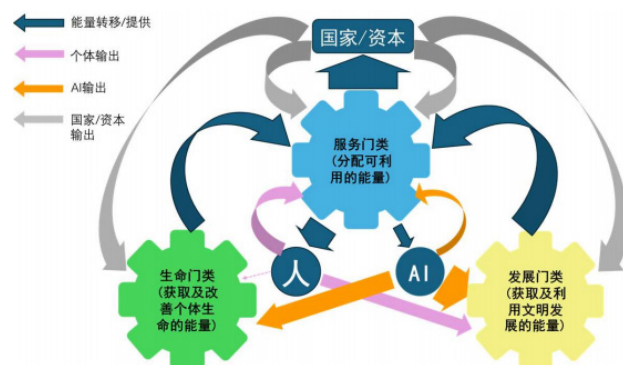 能量转移/提供
个体输出
AI输出
国家/资本
输出
国家/资本
服务门类
(分配可利
用的能量)
人
AI
生命门类
(获取及改
善个体生
命的能量)
发展门类
(获取及利
用文明发
展的能量)